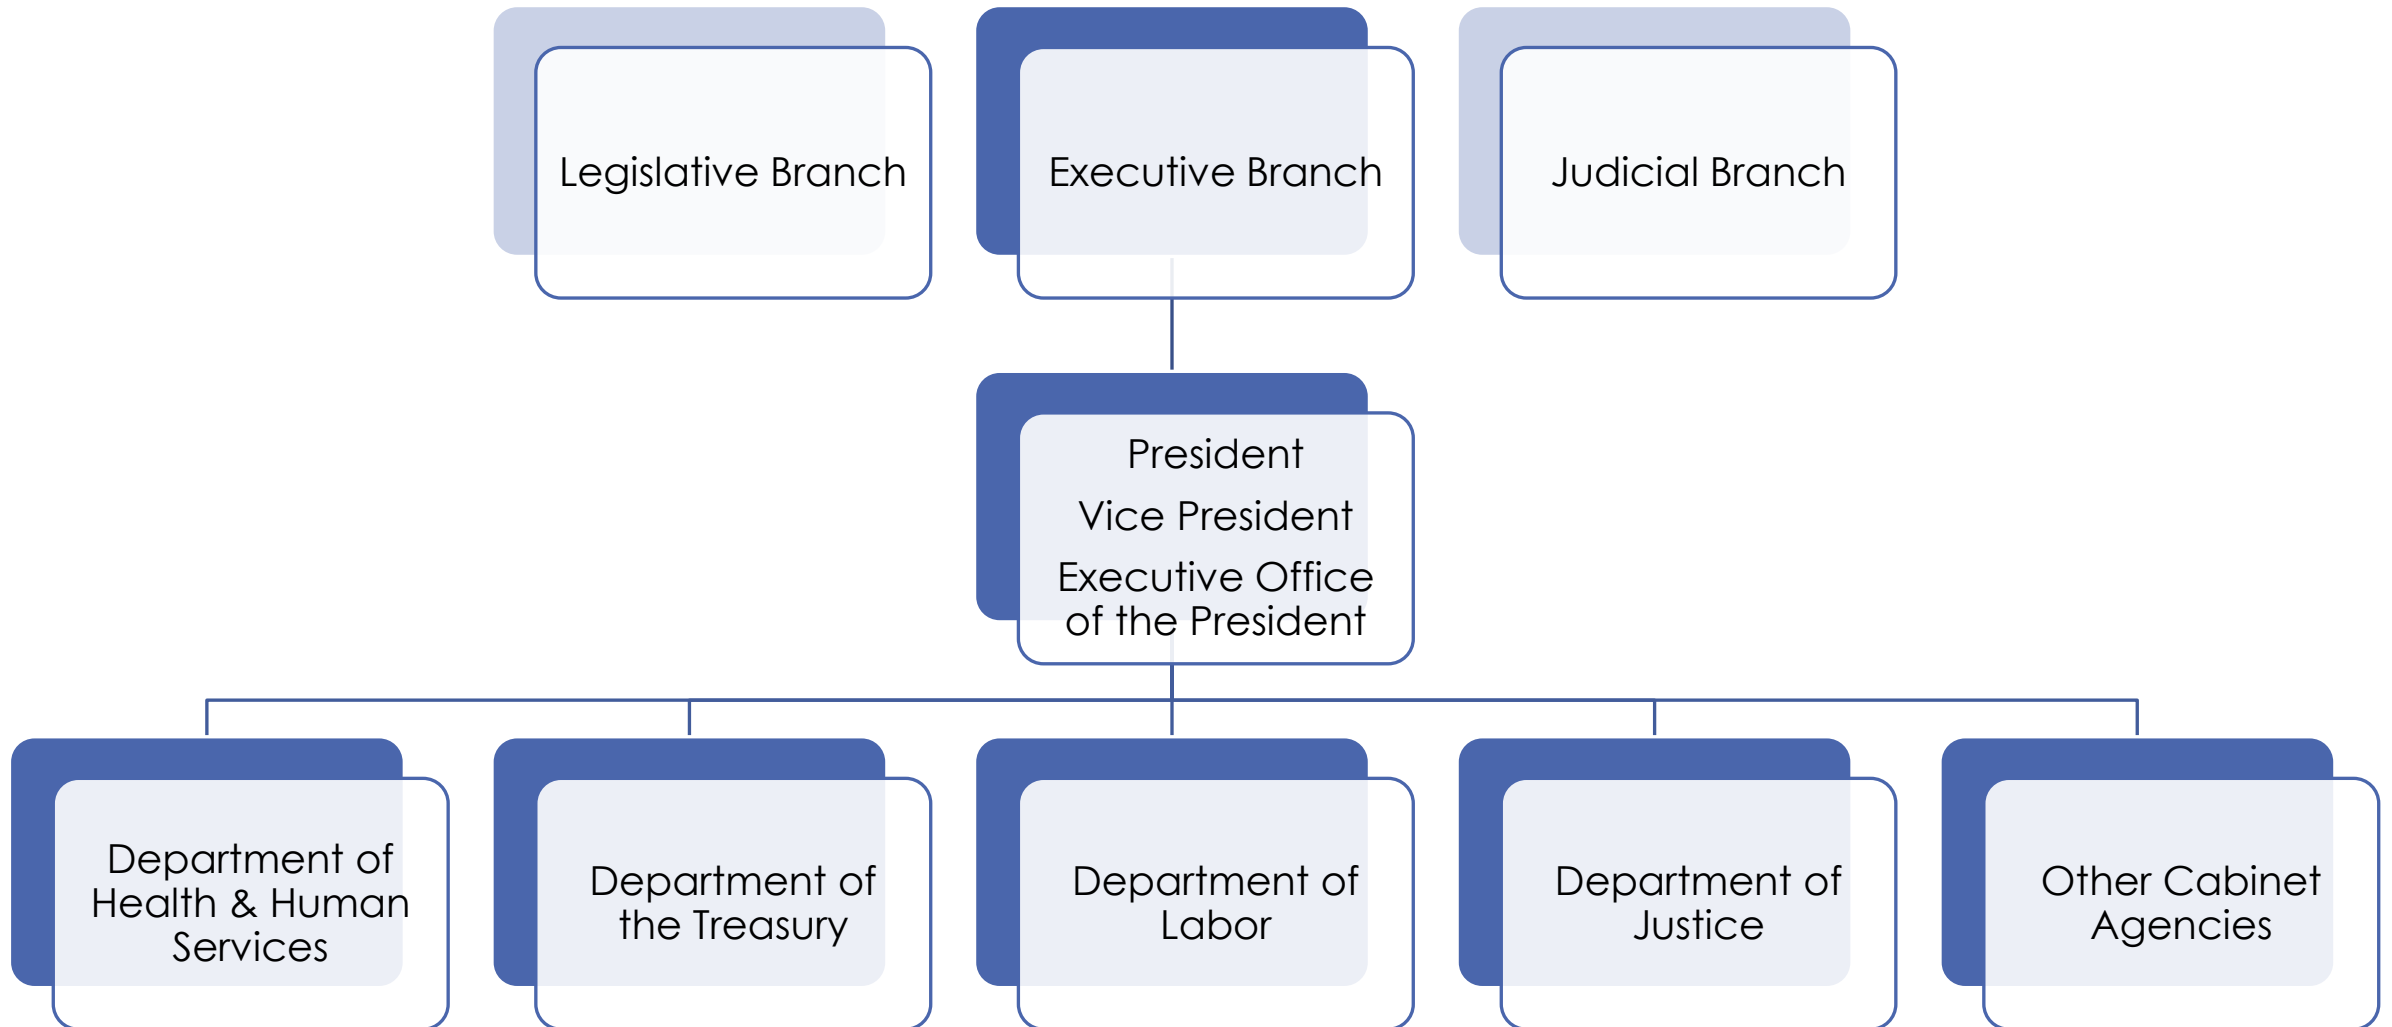 Legislative Branch
Executive Branch
Judicial Branch
President
Vice President
Executive Office
of the President
Department of
Health & Human
Services
Department of
the Treasury
Department of
Labor
Department of
Justice
Other Cabinet
Agencies